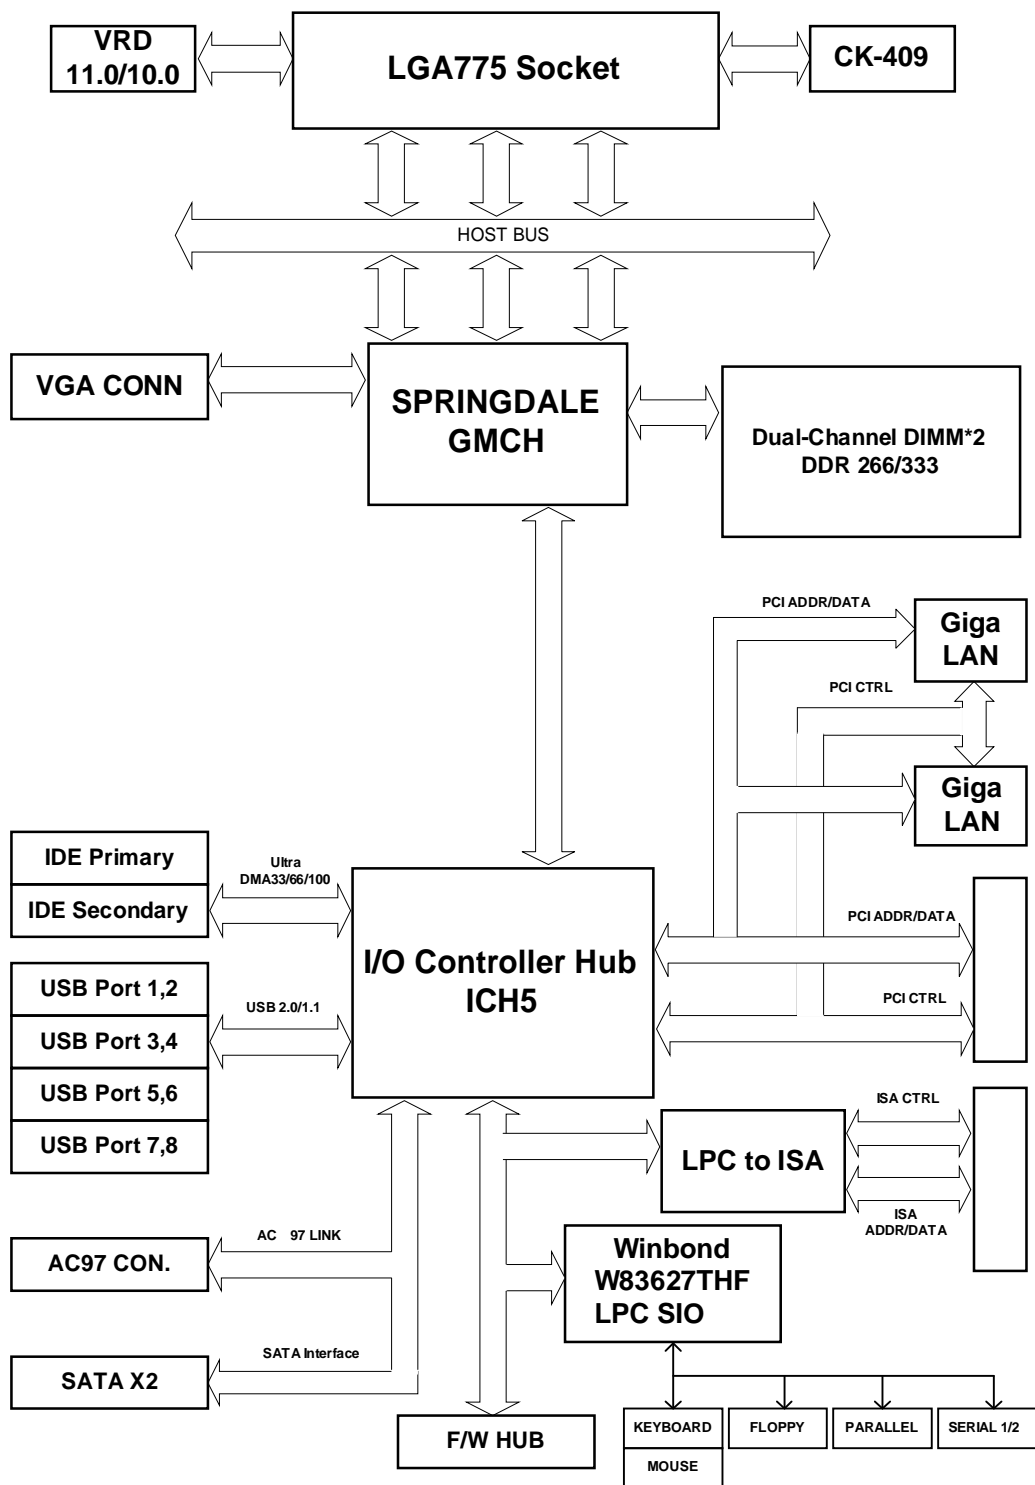 VRD
11.0/10.0
LGA775 Socket
CK-409
HOST BUS
VGA CONN
SPRINGDALE
GMCH
Dual-Channel DIMM*2
DDR 266/333
PCI ADDR/DATA
Giga
LAN
PCI CTRL
Giga
LAN
IDE Primary
IDE Secondary
Ultra
DMA33/66/100
I/O Controller Hub
ICH5
PCI ADDR/DATA
PCI CTRL
USB Port 1,2
USB Port 3,4
USB Port 5,6
USB Port 7,8
USB 2.0/1.1
LPC to ISA
ISA CTRL
ISA
ADDR/DATA
AC 97 LINK
AC97 CON.
Winbond
W83627THF
LPC SIO
SATA Interface
SATA X2
F/W HUB
KEYBOARD
MOUSE
FLOPPY
PARALLEL
SERIAL 1/2